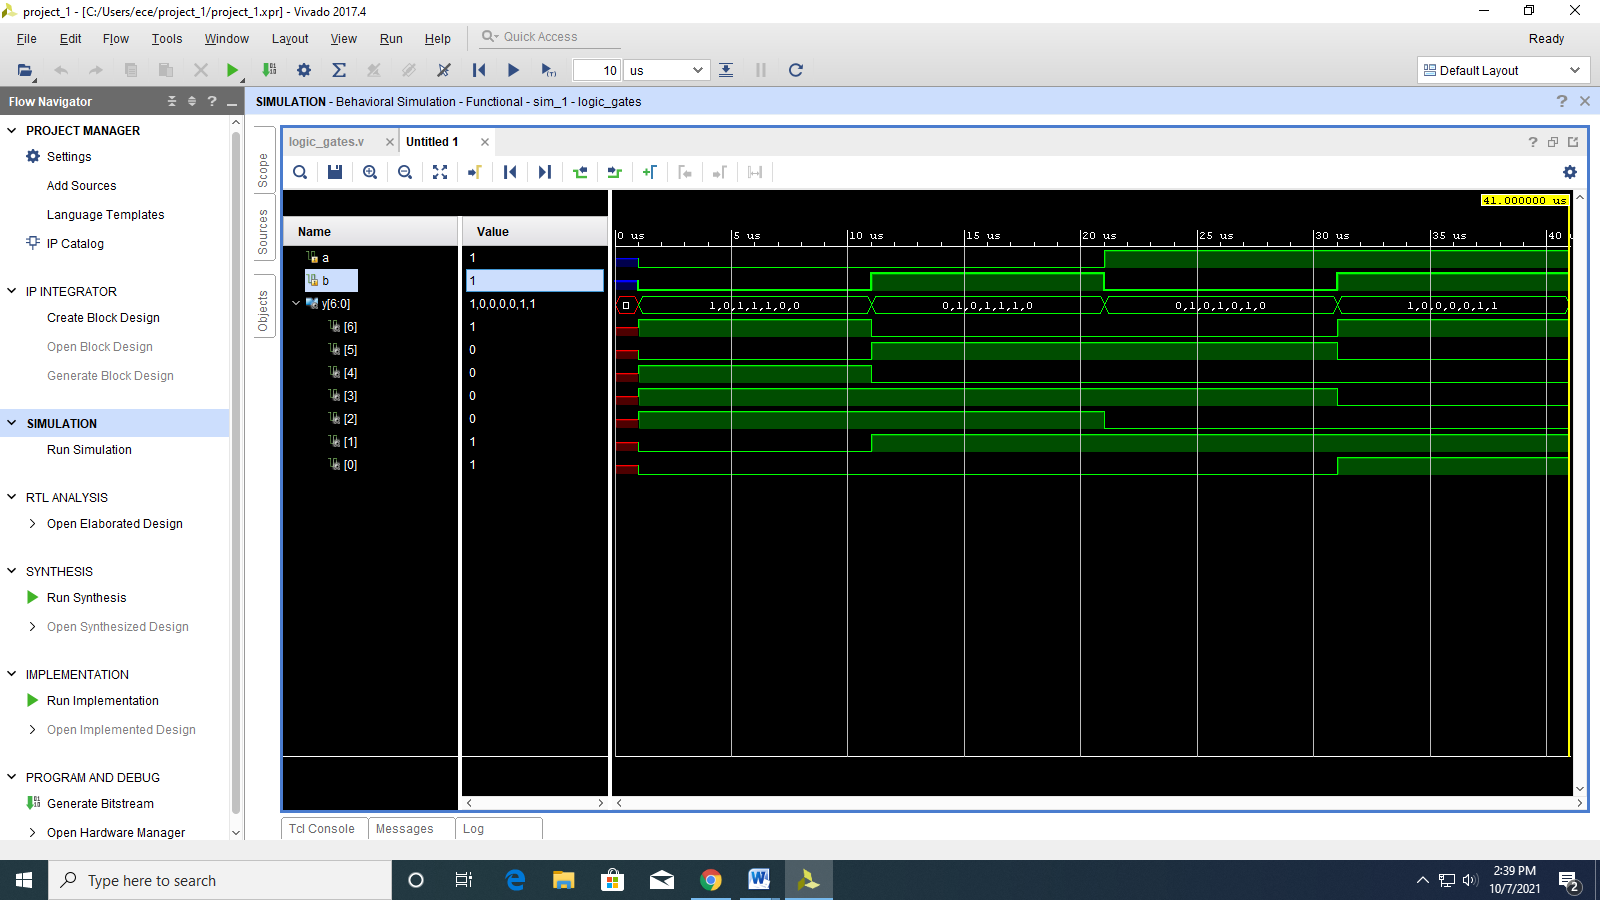 project_1 - [C:/Users/ece/project_1/project_1.xpr] - Vivado 2017.4
File Edit Flow Tools Window Layout View Run Help Quick Access Ready
10 us Default Layout
Flow Navigator
SIMULATION - Behavioral Simulation - Functional - sim_1 - logic_gates
PROJECT MANAGER
Settings
Add Sources
Language Templates
IP Catalog
IP INTEGRATOR
Create Block Design
Open Block Design
Generate Block Design
SIMULATION
Run Simulation
RTL ANALYSIS
Open Elaborated Design
SYNTHESIS
Run Synthesis
Open Synthesized Design
IMPLEMENTATION
Run Implementation
Open Implemented Design
PROGRAM AND DEBUG
Generate Bitstream
Open Hardware Manager
Scope
Sources
Objects
logic_gates.v Untitled 1
41.000000 us
Name Value
0 us 5 us 10 us 15 us 20 us 25 us 30 us 35 us 40
a 1
b 1
y[6:0] 1,0,0,0,0,1,1 1,0,1,1,1,0,0 0,1,0,1,1,1,0 0,1,0,1,0,1,0 1,0,0,0,0,1,1
[6] 1
[5] 0
[4] 0
[3] 0
[2] 0
[1] 1
[0] 1
Tcl Console Messages Log
Type here to search
2:39 PM
10/7/2021
2